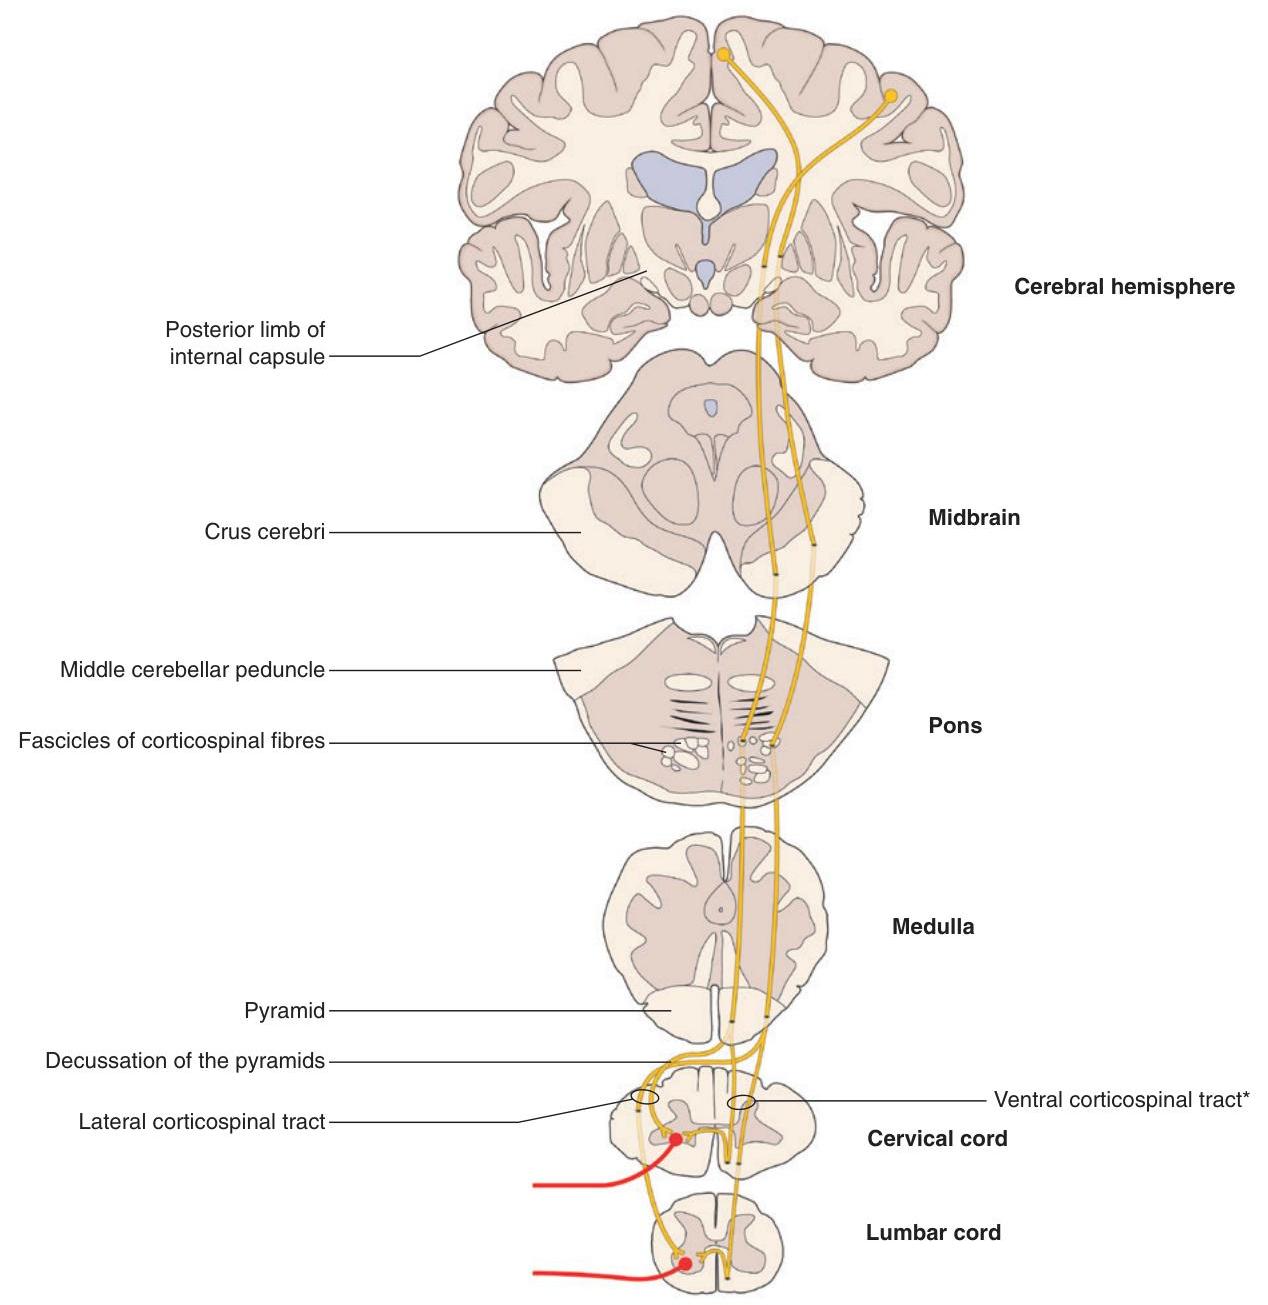 Cerebral hemisphere
Posterior limb of
internal capsule
Midbrain
Crus cerebri
Middle cerebellar peduncle
Pons
Fascicles of corticospinal fibres
Medulla
Pyramid
Decussation of the pyramids
Ventral corticospinal tract*
Lateral corticospinal tract
Cervical cord
Lumbar cord